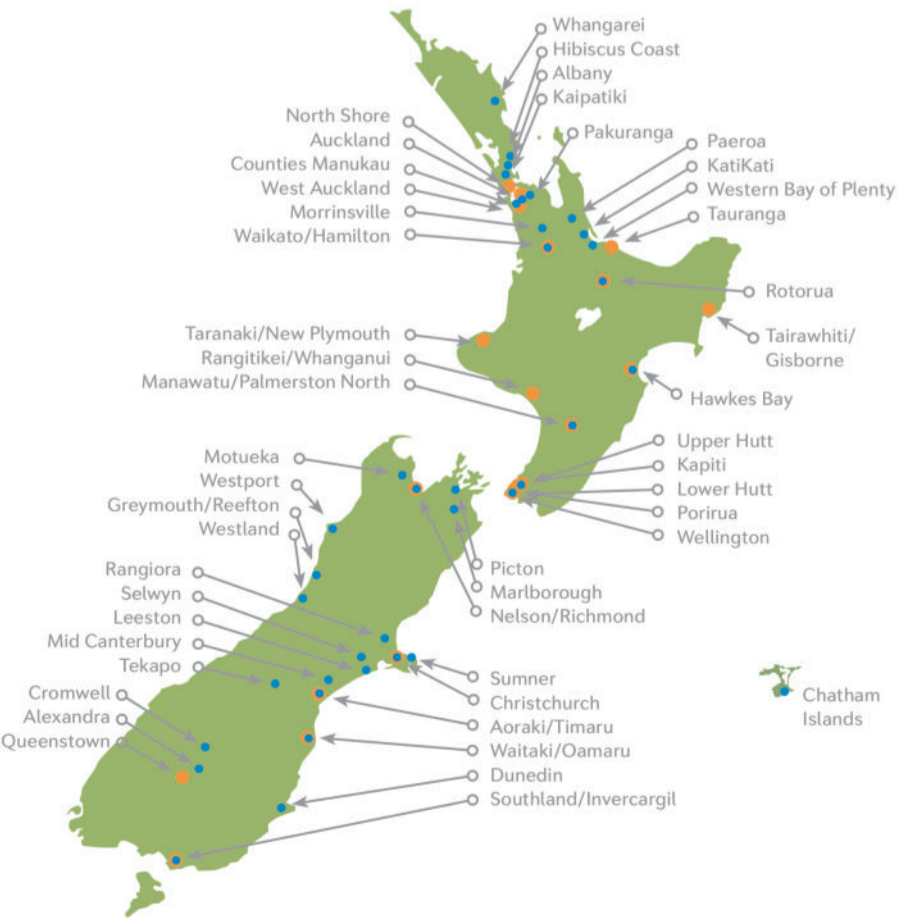 Whangarei
Hibiscus Coast
Albany
Kaipatiki
North Shore
Auckland
Counties Manukau
West Auckland
Morrinsville
Waikato/Hamilton
Pakuranga
Paeroa
KatiKati
Western Bay of Plenty
Tauranga
Rotorua
Tairawhiti/
Gisborne
Taranaki/New Plymouth
Rangitikei/Whanganui
Manawatu/Palmerston North
Hawkes Bay
Upper Hutt
Kapiti
Lower Hutt
Porirua
Wellington
Motueka
Westport
Greymouth/Reefton
Westland
Picton
Marlborough
Nelson/Richmond
Rangiora
Selwyn
Leeston
Mid Canterbury
Tekapo
Cromwell
Alexandra
Queenstown
Sumner
Christchurch
Aoraki/Timaru
Waitaki/Oamaru
Dunedin
Southland/Invercargil
Chatham
Islands